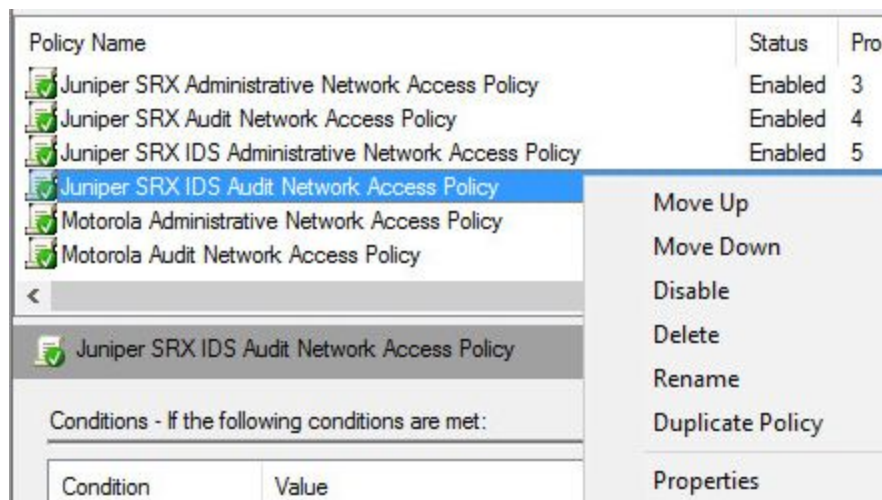 Policy Name Status Pro
Juniper SRX Administrative Network Access Policy Enabled 3
Juniper SRX Audit Network Access Policy Enabled 4
Juniper SRX IDS Administrative Network Access Policy Enabled 5
Juniper SRX IDS Audit Network Access Policy
Motorola Administrative Network Access Policy
Motorola Audit Network Access Policy
Move Up
Move Down
Disable
Delete
Rename
Duplicate Policy
Properties
Juniper SRX IDS Audit Network Access Policy
Conditions - If the following conditions are met:
Condition Value